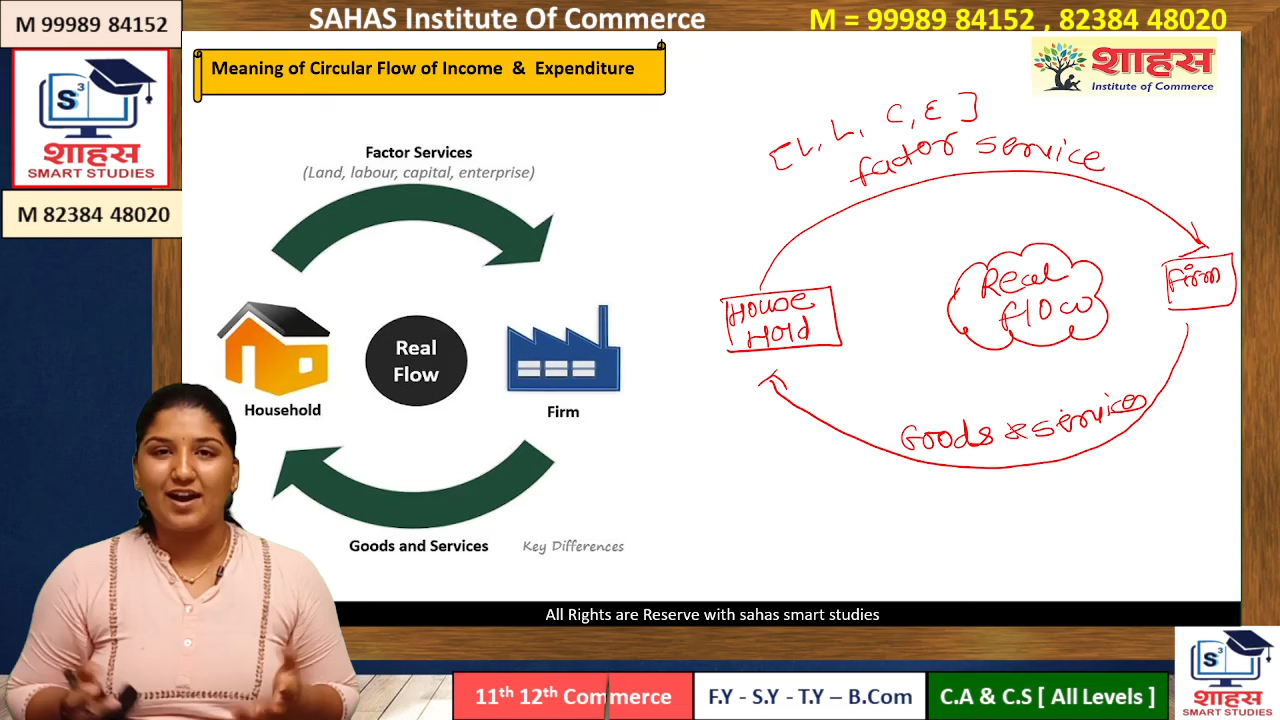 M 99989 84152
SAHAS Institute Of Commerce
M = 99989 84152 , 82384 48020
S³
शाहस
SMART STUDIES
M 82384 48020
Meaning of Circular Flow of Income & Expenditure
शाहस
Institute of Commerce
Factor Services
(Land, labour, capital, enterprise)
Real
Flow
Household
Firm
Goods and Services
Key Differences
[L, L, C, E]
factor service
House
Hold
Real
flow
Firm
Goods & services
All Rights are Reserve with sahas smart studies
11th 12th Commerce
F.Y - S.Y - T.Y – B.Com
C.A & C.S [ All Levels ]
S³
शाहस
SMART STUDIES